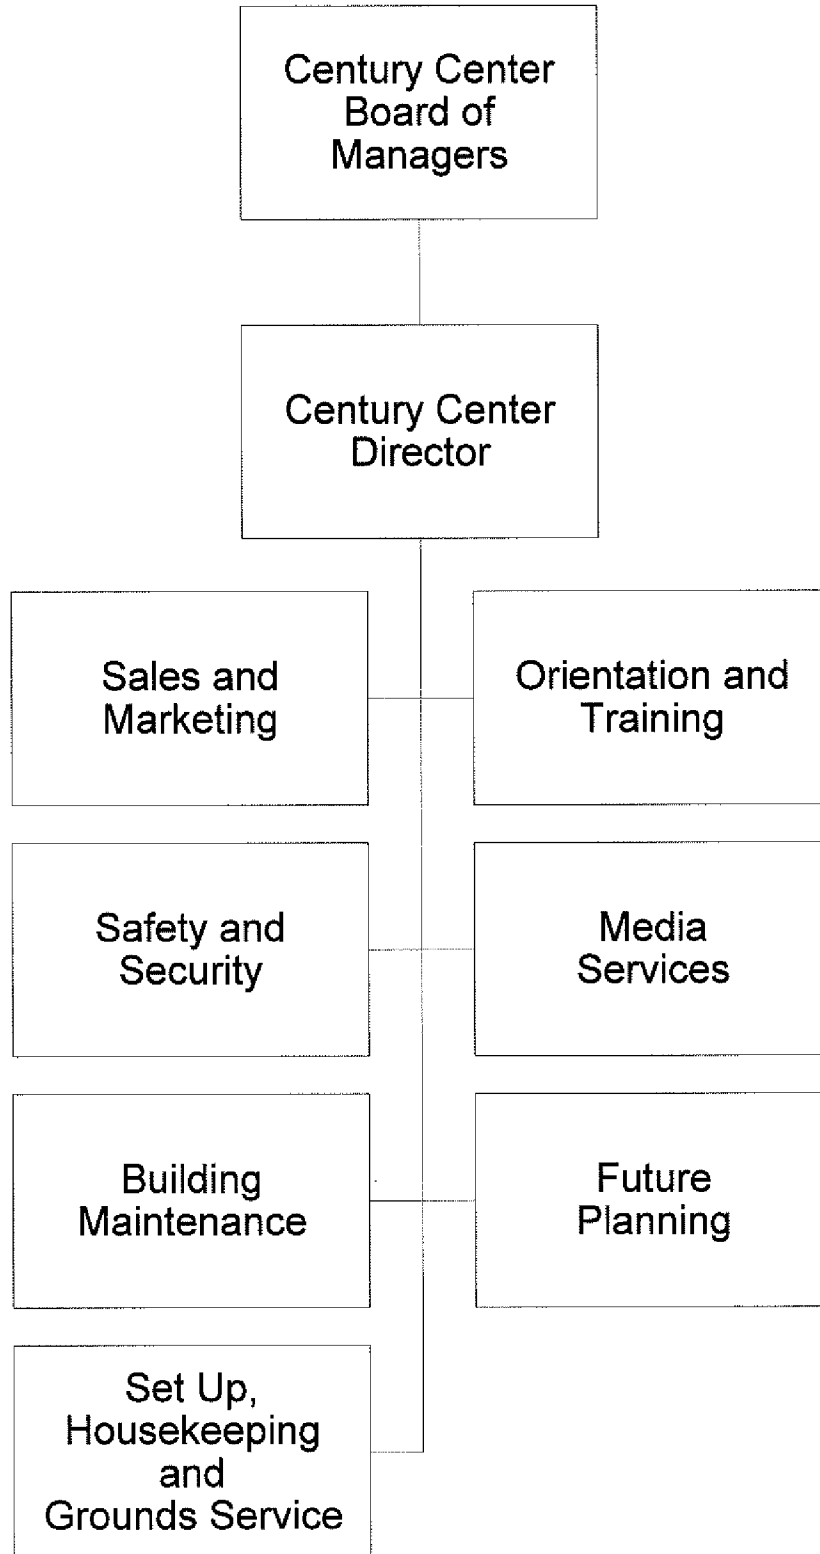 Century Center
Board of
Managers
Century Center
Director
Sales and
Marketing
Orientation and
Training
Safety and
Security
Media
Services
Building
Maintenance
Future
Planning
Set Up,
Housekeeping
and
Grounds Service